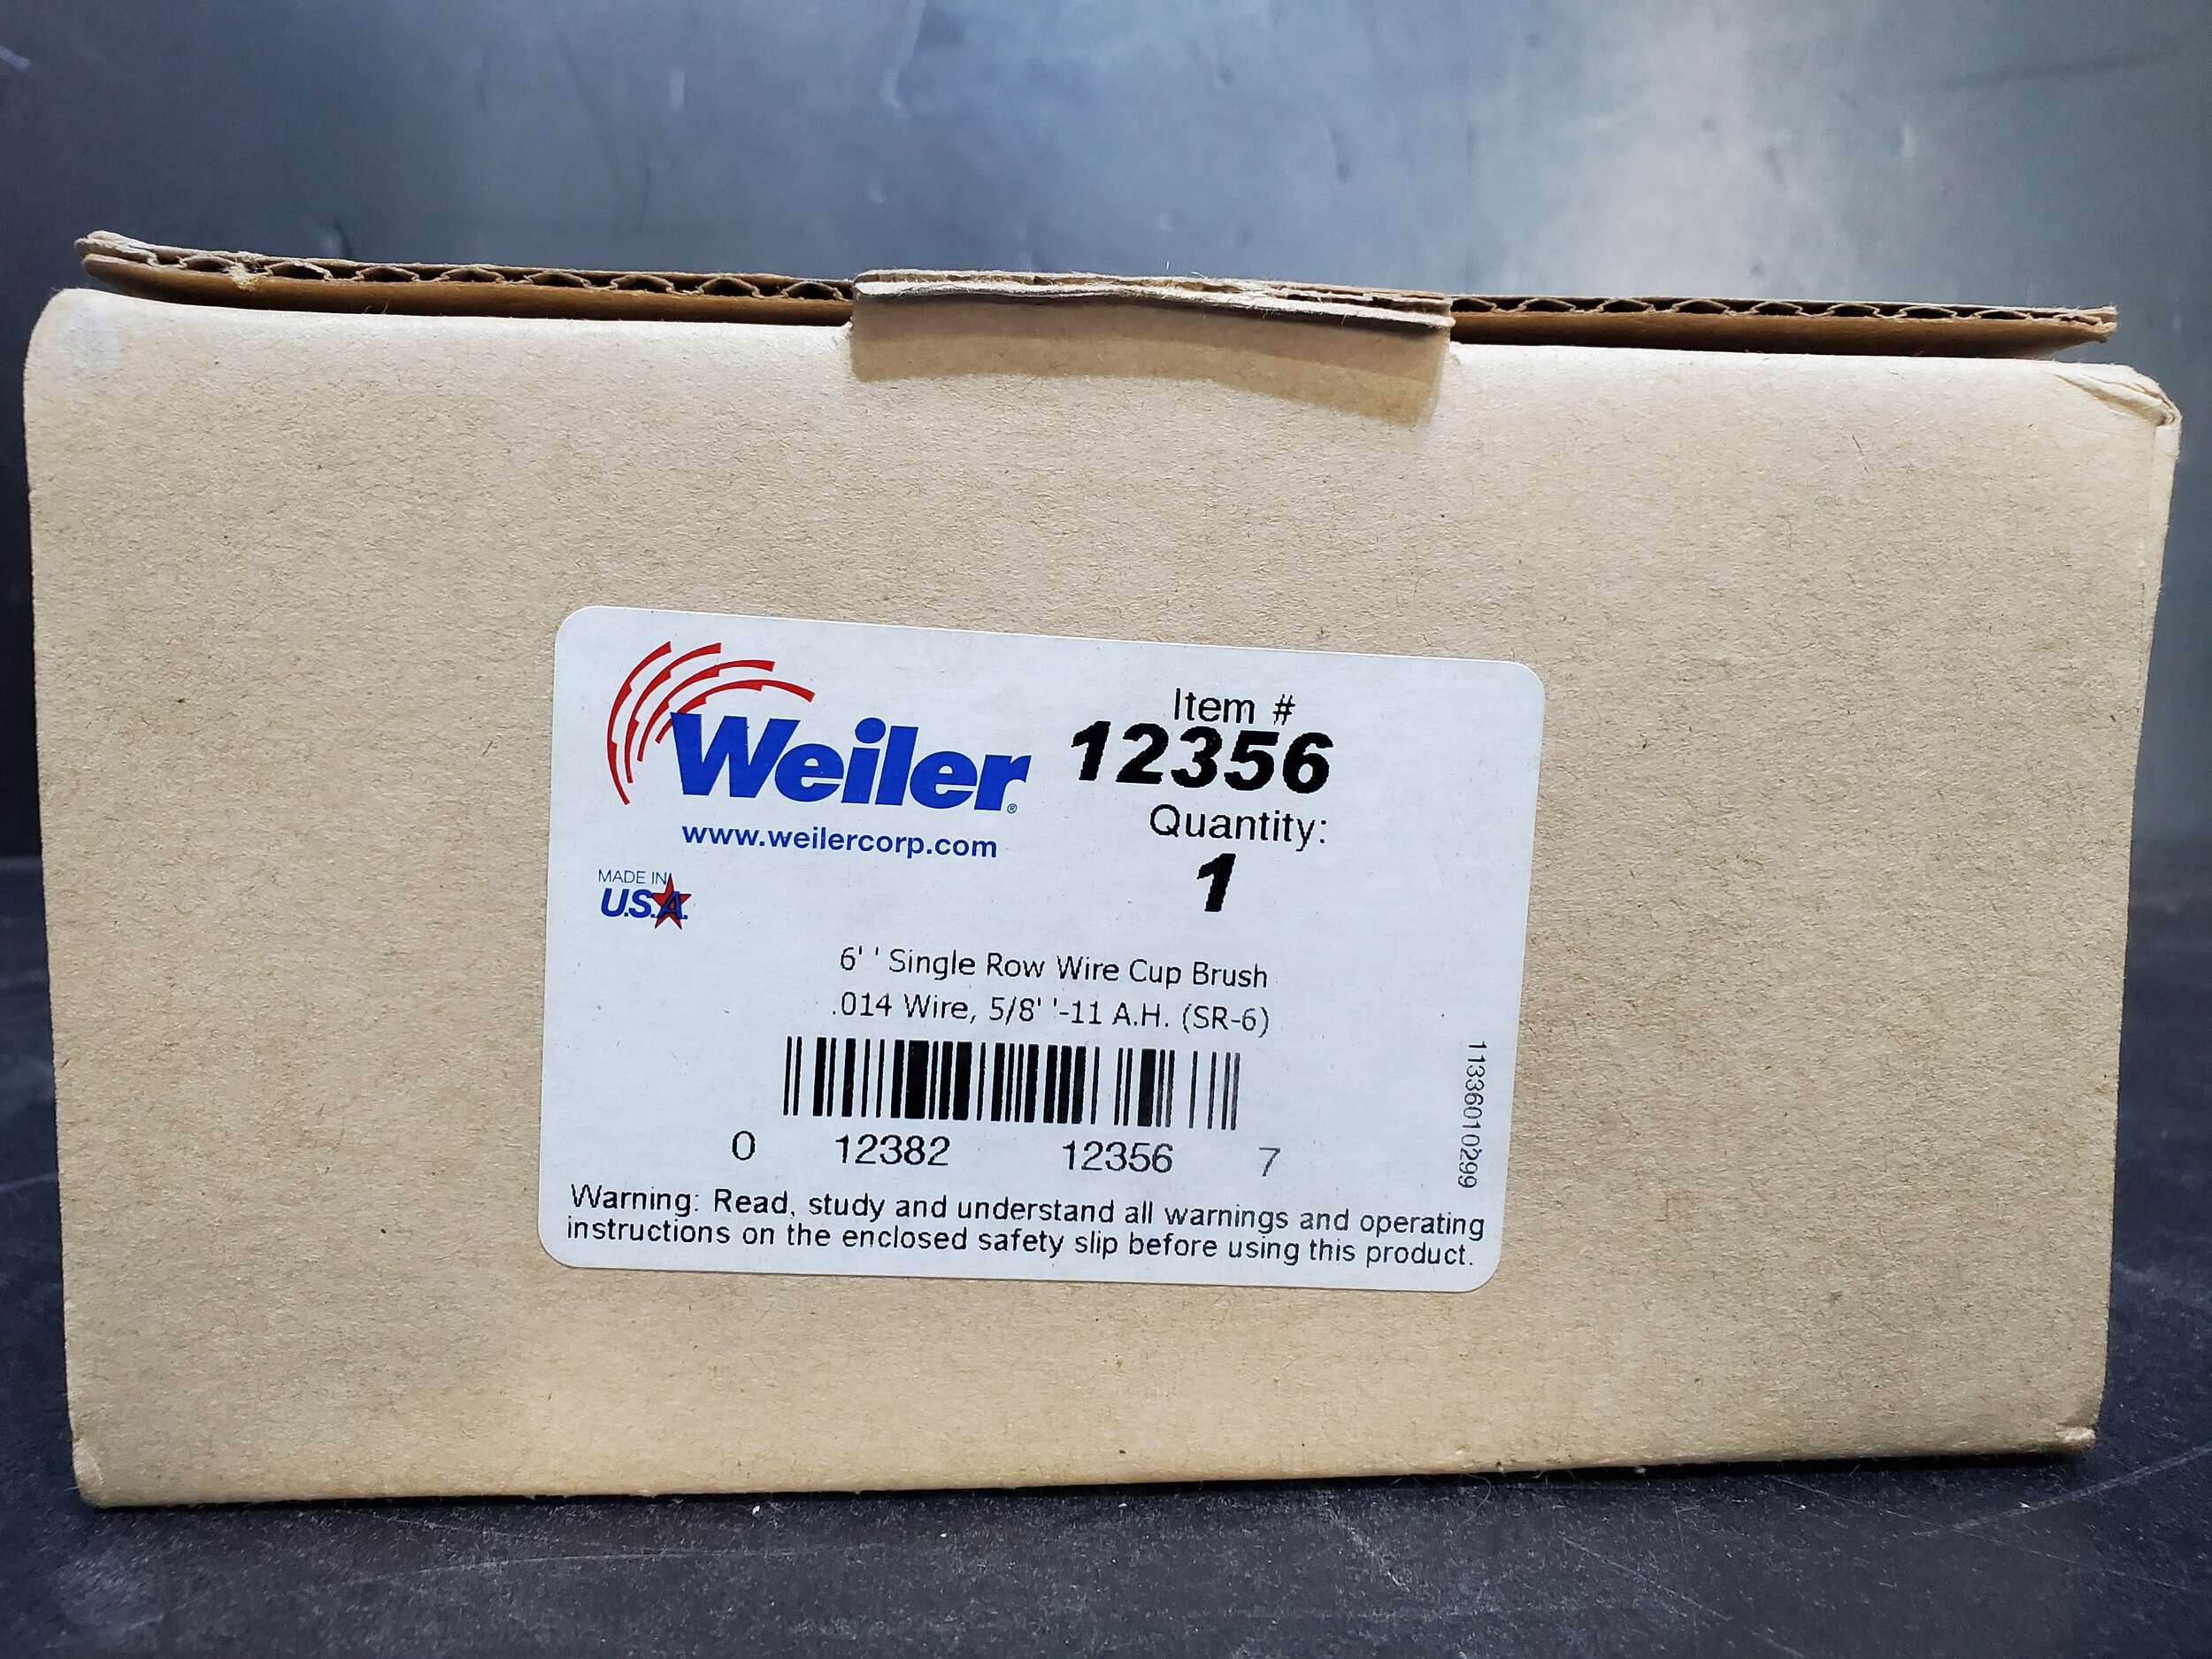 Weiler®
www.weilercorp.com
MADE IN
U.S.A.
Item #
12356
Quantity:
1
6' ' Single Row Wire Cup Brush
.014 Wire, 5/8' '-11 A.H. (SR-6)
0 12382 12356 7
11336010299
Warning: Read, study and understand all warnings and operating
instructions on the enclosed safety slip before using this product.